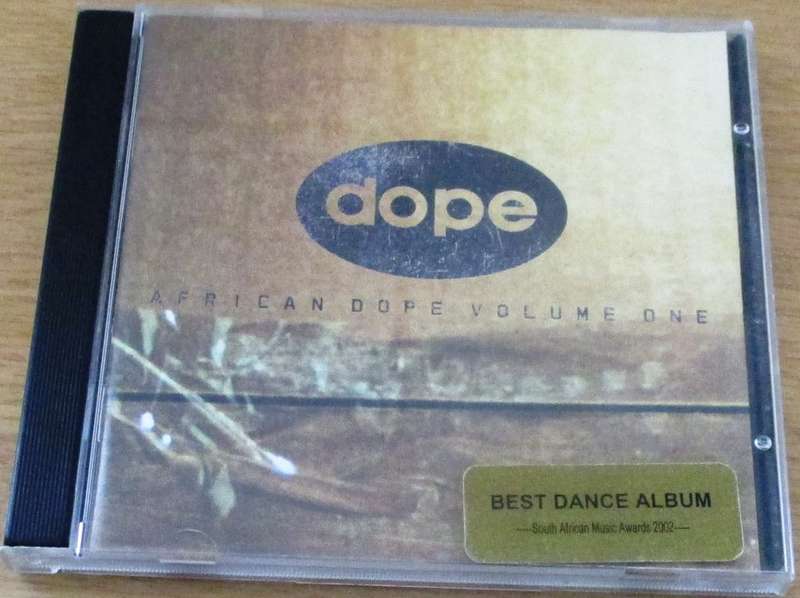 dope
AFRICAN DOPE VOLUME ONE
BEST DANCE ALBUM
----South African Music Awards 2002----